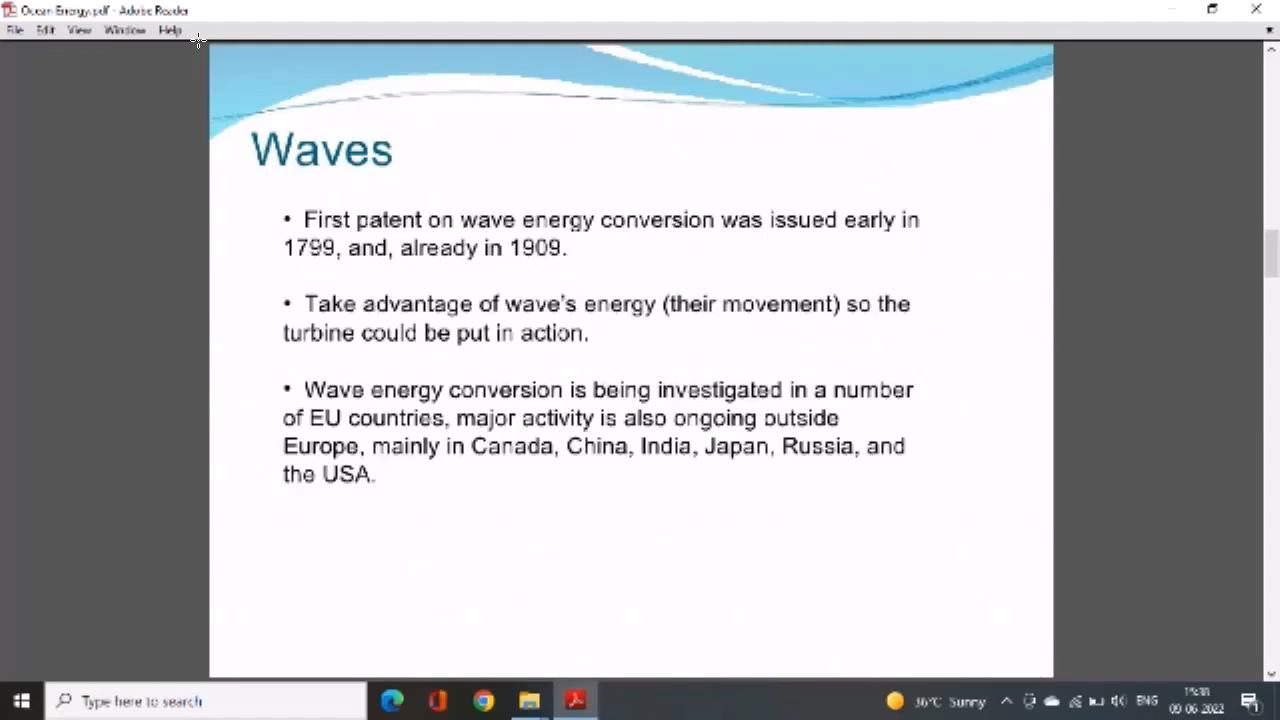 Ocean Energy.pdf - Adobe Reader
File Edit View Window Help
Waves
• First patent on wave energy conversion was issued early in
1799, and, already in 1909.
• Take advantage of wave's energy (their movement) so the
turbine could be put in action.
• Wave energy conversion is being investigated in a number
of EU countries, major activity is also ongoing outside
Europe, mainly in Canada, China, India, Japan, Russia, and
the USA.
Type here to search
36°C Sunny
ENG
09-06-2022